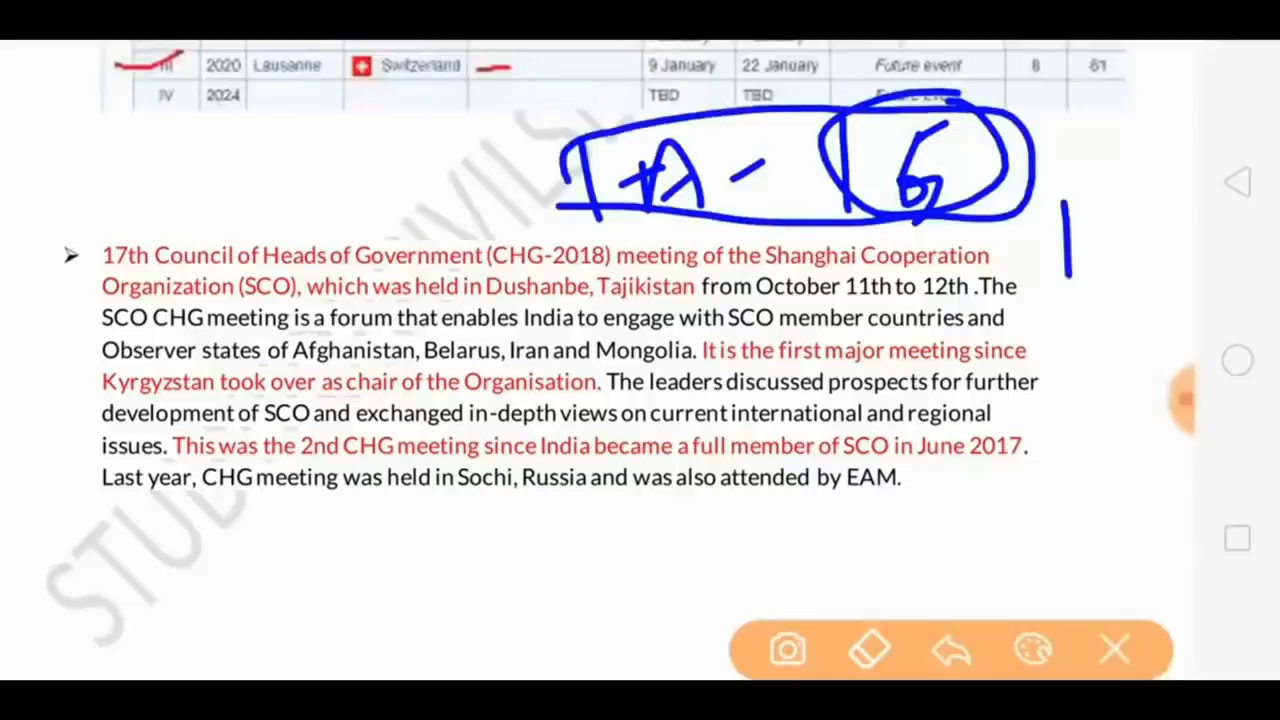 III 2020 Lausanne Switzerland 9 January 22 January Future event 8 81
IV 2024 TBD TBD
17th Council of Heads of Government (CHG-2018) meeting of the Shanghai Cooperation
Organization (SCO), which was held in Dushanbe, Tajikistan from October 11th to 12th .The
SCO CHG meeting is a forum that enables India to engage with SCO member countries and
Observer states of Afghanistan, Belarus, Iran and Mongolia. It is the first major meeting since
Kyrgyzstan took over as chair of the Organisation. The leaders discussed prospects for further
development of SCO and exchanged in-depth views on current international and regional
issues. This was the 2nd CHG meeting since India became a full member of SCO in June 2017.
Last year, CHG meeting was held in Sochi, Russia and was also attended by EAM.